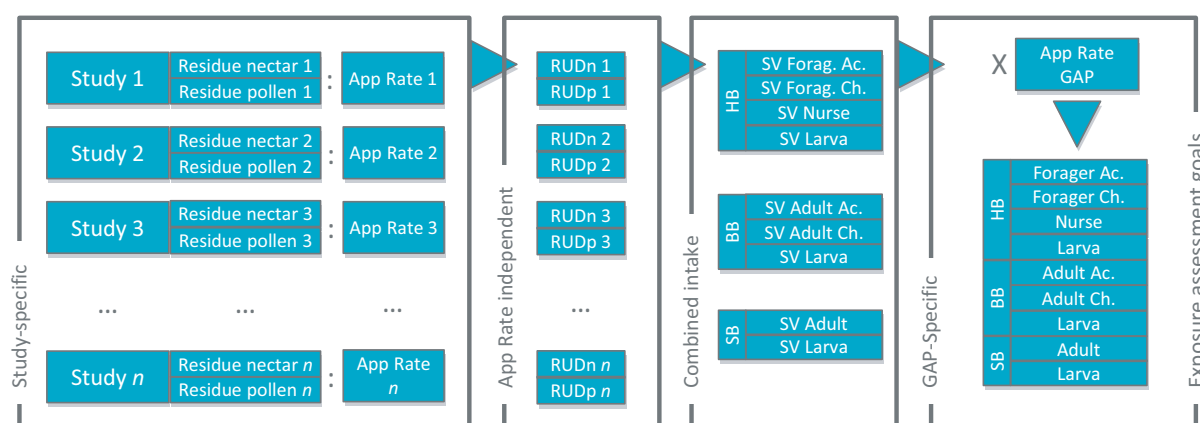 Study-specific
Study 1
Residue nectar 1
Residue pollen 1
:
App Rate 1
Study 2
Residue nectar 2
Residue pollen 2
:
App Rate 2
Study 3
Residue nectar 3
Residue pollen 3
:
App Rate 3
...
...
...
Study n
Residue nectar n
Residue pollen n
:
App Rate
n
App Rate independent
RUDn 1
RUDp 1
RUDn 2
RUDp 2
RUDn 3
RUDp 3
...
RUDn n
RUDp n
Combined intake
HB
SV Forag. Ac.
SV Forag. Ch.
SV Nurse
SV Larva
BB
SV Adult Ac.
SV Adult Ch.
SV Larva
SB
SV Adult
SV Larva
GAP-Specific
X
App Rate
GAP
HB
Forager Ac.
Forager Ch.
Nurse
Larva
BB
Adult Ac.
Adult Ch.
Larva
SB
Adult
Larva
Exposure assessment goals